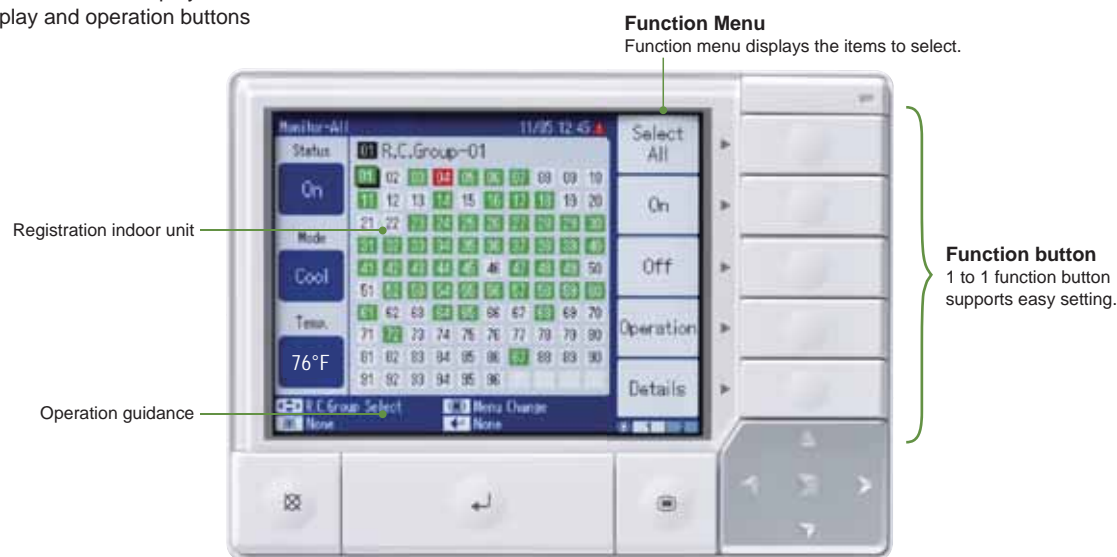 play and operation buttons
Function Menu
Function menu displays the items to select.
Monitor-All 11/05 12:45
Status
On
Mode
Cool
Temp.
76°F
01 R.C.Group-01
01 02 03 04 05 06 07 08 09 10
11 12 13 14 15 16 17 18 19 20
21 22 23 24 25 26 27 28 29 30
31 32 33 34 35 36 37 38 39 40
41 42 43 44 45 46 47 48 49 50
51 52 53 54 55 56 57 58 59 60
61 62 63 64 65 66 67 68 69 70
71 72 73 74 75 76 77 78 79 80
81 82 83 84 85 86 87 88 89 90
91 92 93 94 95 96
R.C.Group Select
Menu Change
None
None
Select
All
On
Off
Operation
Details
1
Registration indoor unit
Operation guidance
Function button
1 to 1 function button
supports easy setting.